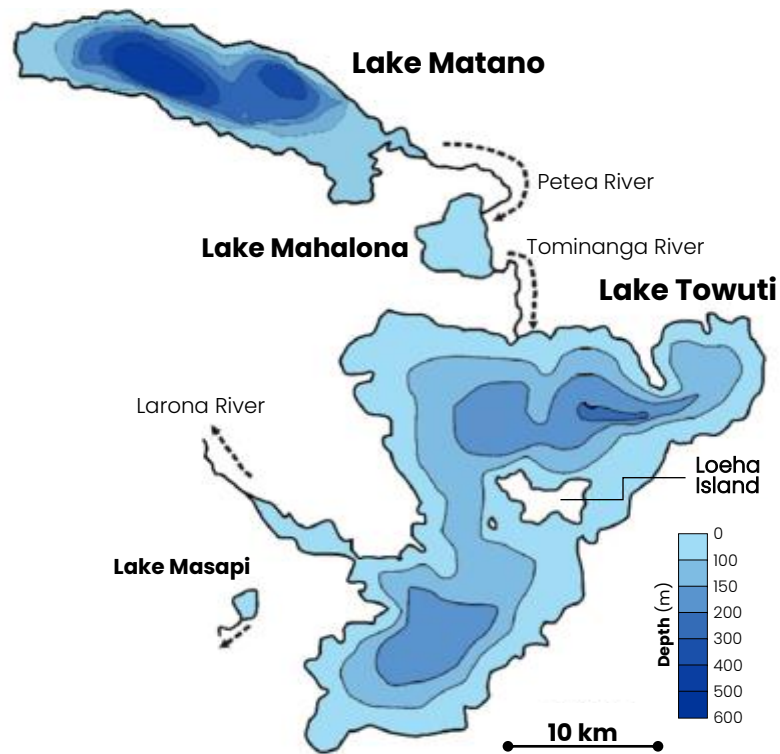 Lake Matano
Petea River
Lake Mahalona
Tominanga River
Lake Towuti
Larona River
Loeha
Island
Lake Masapi
Depth (m)
0
100
150
200
300
400
500
600
10 km